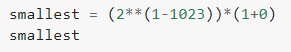 smallest = (2**(1-1023))*(1+0)
smallest